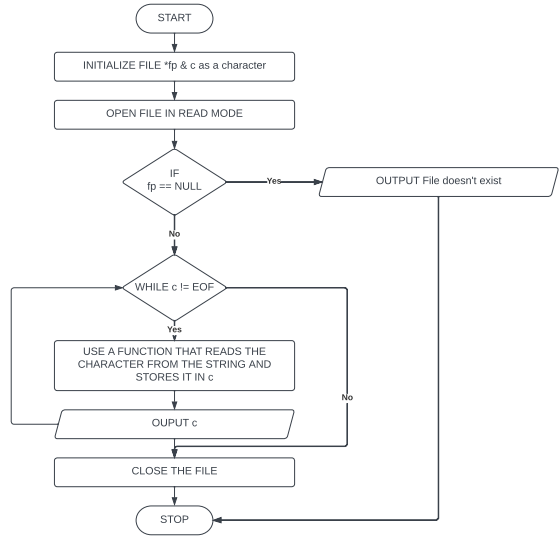 START
INITIALIZE FILE *fp & c as a character
OPEN FILE IN READ MODE
IF
fp == NULL
Yes
OUTPUT File doesn't exist
No
WHILE c != EOF
Yes
USE A FUNCTION THAT READS THE
CHARACTER FROM THE STRING AND
STORES IT IN c
No
OUPUT c
CLOSE THE FILE
STOP